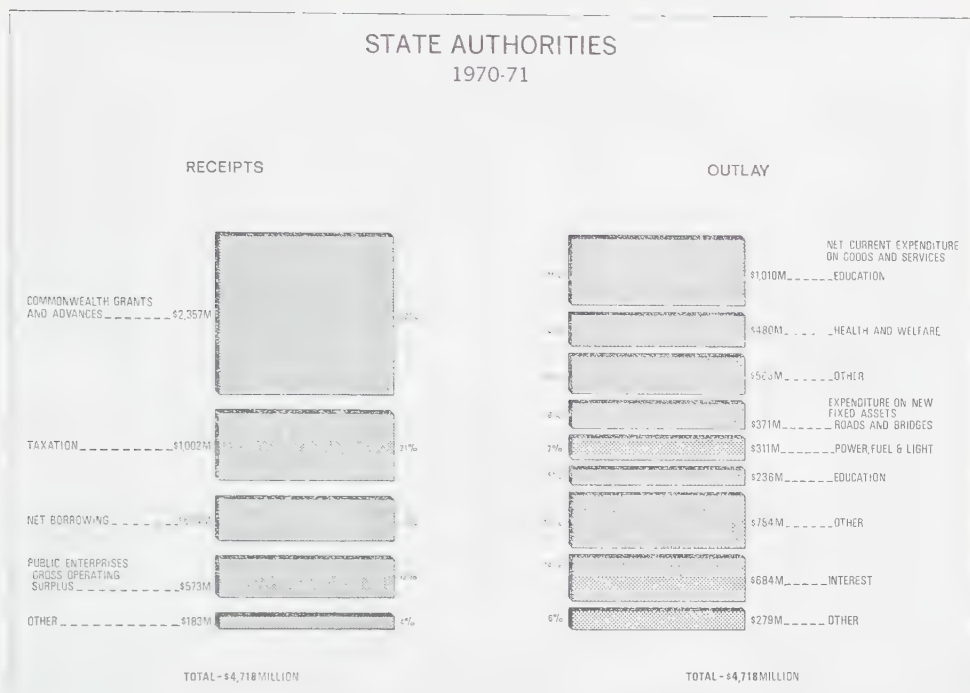 STATE AUTHORITIES
1970-71
RECEIPTS
COMMONWEALTH GRANTS
AND ADVANCES _ _ _ _ _ _ _ $2,357M
TAXATION _ _ _ _ _ _ _ _ _ _ $1,002M
21%
NET BORROWING _ _ _ _
PUBLIC ENTERPRISES
GROSS OPERATING
SURPLUS _ _ _ _ _ _ _ _ _ _ $573M
OTHER _ _ _ _ _ _ _ _ _ _ _ $183M
4%
TOTAL - $4,718 MILLION
OUTLAY
NET CURRENT EXPENDITURE
ON GOODS AND SERVICES
$1,010M _ _ _ _ _ EDUCATION
$480M _ _ _ _ _ HEALTH AND WELFARE
_ _ _ _ _ OTHER
EXPENDITURE ON NEW
FIXED ASSETS
$371M _ _ _ _ _ ROADS AND BRIDGES
7%
$311M _ _ _ _ _ POWER, FUEL & LIGHT
$236M _ _ _ _ _ EDUCATION
$754M _ _ _ _ _ OTHER
$684M _ _ _ _ _ INTEREST
6%
$279M _ _ _ _ _ OTHER
TOTAL - $4,718 MILLION